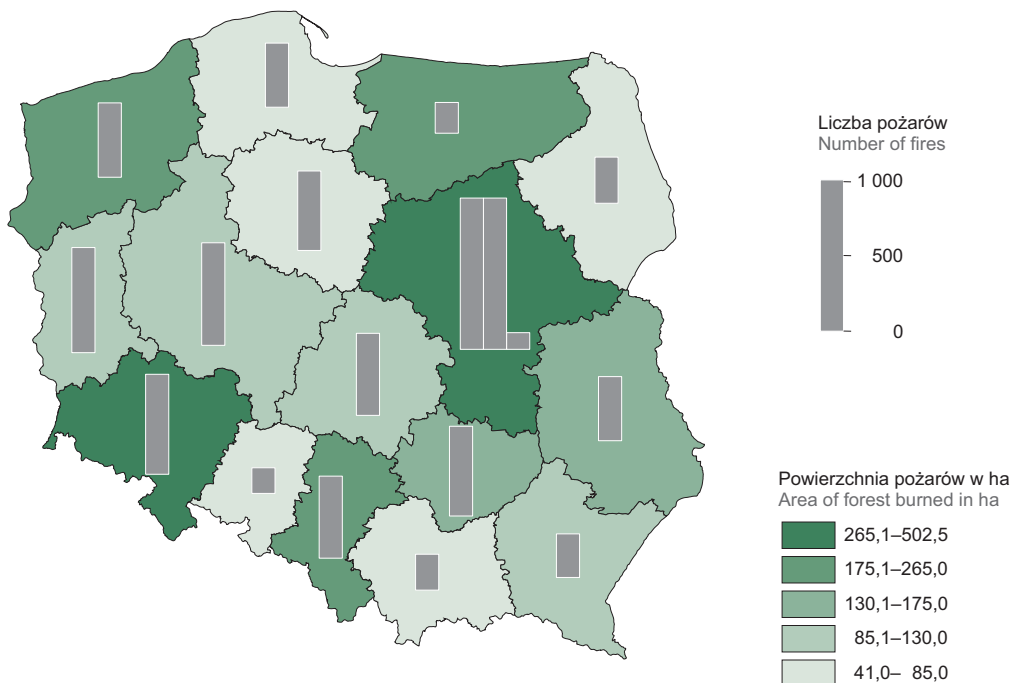 Liczba pożarów
Number of fires
1 000
500
0
Powierzchnia pożarów w ha
Area of forest burned in ha
265,1–502,5
175,1–265,0
130,1–175,0
85,1–130,0
41,0– 85,0